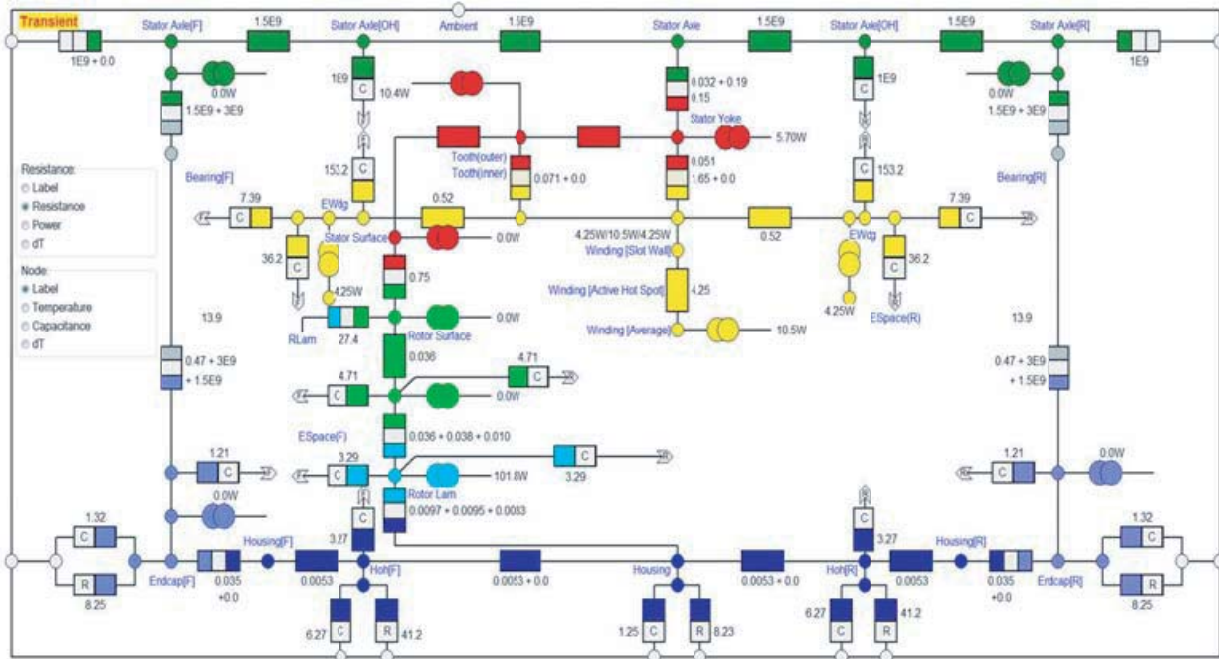 Transient
Stator Axle[F]
1.5E9
Stator Axle[OH]
Ambient
1.5E9
Stator Axe
1.5E9
Stator Axle[OH]
1.5E9
Stator Axle[R]
1E9 + 0.0
1E9
0.0W
1E9
10.4W
0.032 + 0.19
0.15
1E9
0.0W
1.5E9 + 3E9
C
C
1.5E9 + 3E9
Stator Yoke
5.70W
Resistance:
Label
Resistance
Power
dT
Tooth(outer)
Tooth(inner)
0.071 + 0.0
0.051
1.65 + 0.0
C
153.2
C
153.2
Bearing[F]
Bearing[R]
7.39
C
EWdg
0.52
7.39
C
Stator Surface
0.0W
4.25W/10.5W/4.25W
0.52
EWdg
Winding [Slot Wall]
36.2
C
36.2
C
Node:
Label
Temperature
Capacitance
dT
0.75
4.25W
Winding [Active Hot Spot]
4.25
4.25W
ESpace(R)
13.9
RLam
27.4
0.0W
Rotor Surface
Winding [Average]
10.5W
13.9
0.036
0.47 + 3E9
+ 1.5E9
4.71
C
4.71
C
0.0W
0.47 + 3E9
+ 1.5E9
ESpace(F)
0.036 + 0.038 + 0.010
1.21
C
3.29
C
101.8W
C
3.29
1.21
C
0.0W
0.0W
Rotor Lam
0.0097 + 0.0095 + 0.0013
1.32
C
C
C
1.32
C
3.27
Housing[R]
Housing[F]
Erdcap[F]
0.035
+0.0
0.0053
Hoh[F]
0.0053 + 0.0
Housing
0.0053 + 0.0
Hoh[R]
0.0053
0.035
+0.0
Erdcap[R]
R
8.25
R
8.25
6.27
C
R
41.2
1.25
C
R
8.23
6.27
C
R
41.2